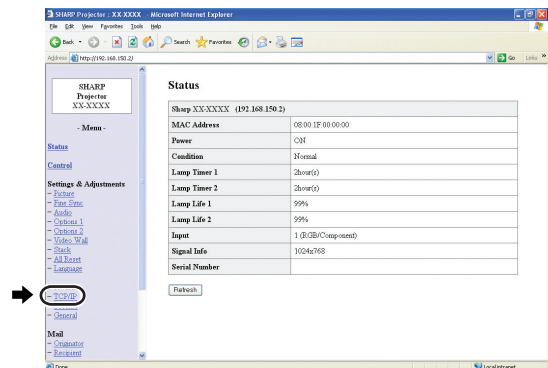 SHARP Projector : XX-XXXX - Microsoft Internet Explorer
File Edit View Favorites Tools Help
Back Search Favorites
Address http://192.168.150.2/ Go Links »
SHARP
Projector
XX-XXXX
- Menu -
Status
Control
Settings & Adjustments
- Picture
- Fine Sync
- Audio
- Options 1
- Options 2
- Video Wall
- Stack
- All Reset
- Language
- TCP/IP
- General
Mail
- Originator
- Recipient
Status
Sharp XX-XXXX (192.168.150.2)
MAC Address 08:00:1F:00:00:00
Power ON
Condition Normal
Lamp Timer 1 2hour(s)
Lamp Timer 2 2hour(s)
Lamp Life 1 99%
Lamp Life 2 99%
Input 1 (RGB/Component)
Signal Info 1024x768
Serial Number
Refresh
Done Local intranet